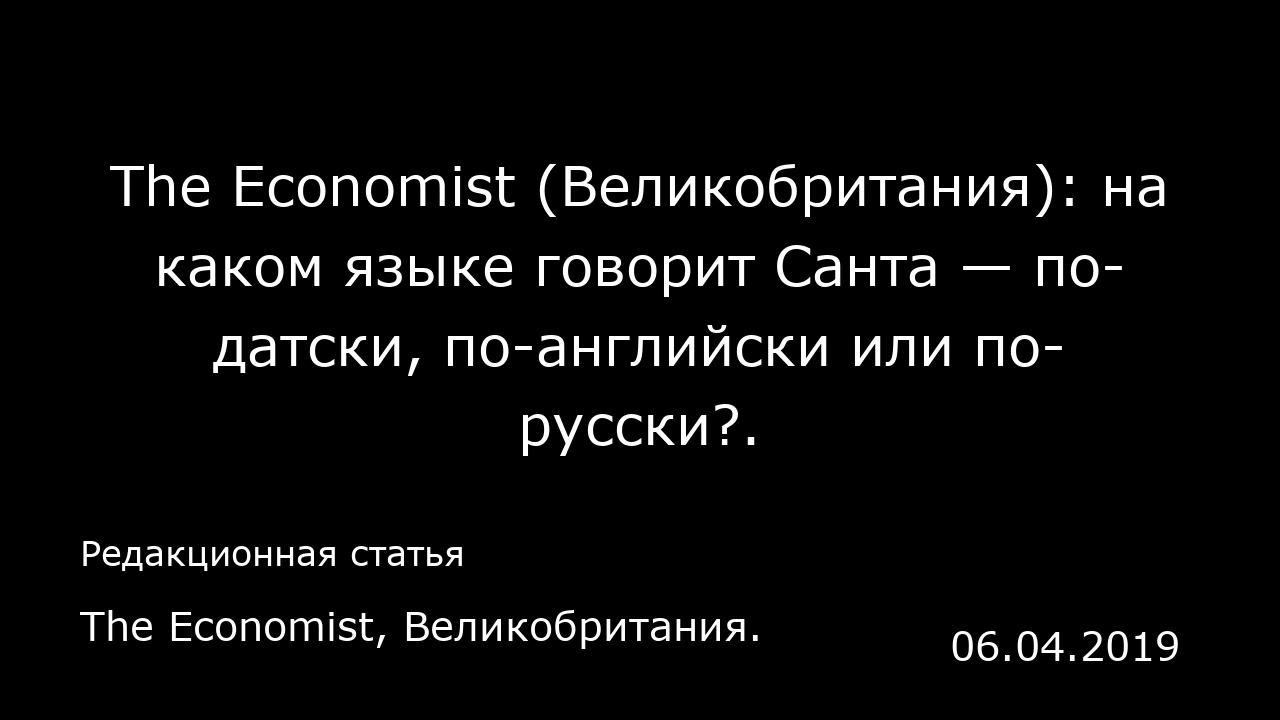 The Economist (Великобритания): на
каком языке говорит Санта — по-
датски, по-английски или по-
русски?.
Редакционная статья
The Economist, Великобритания.
06.04.2019